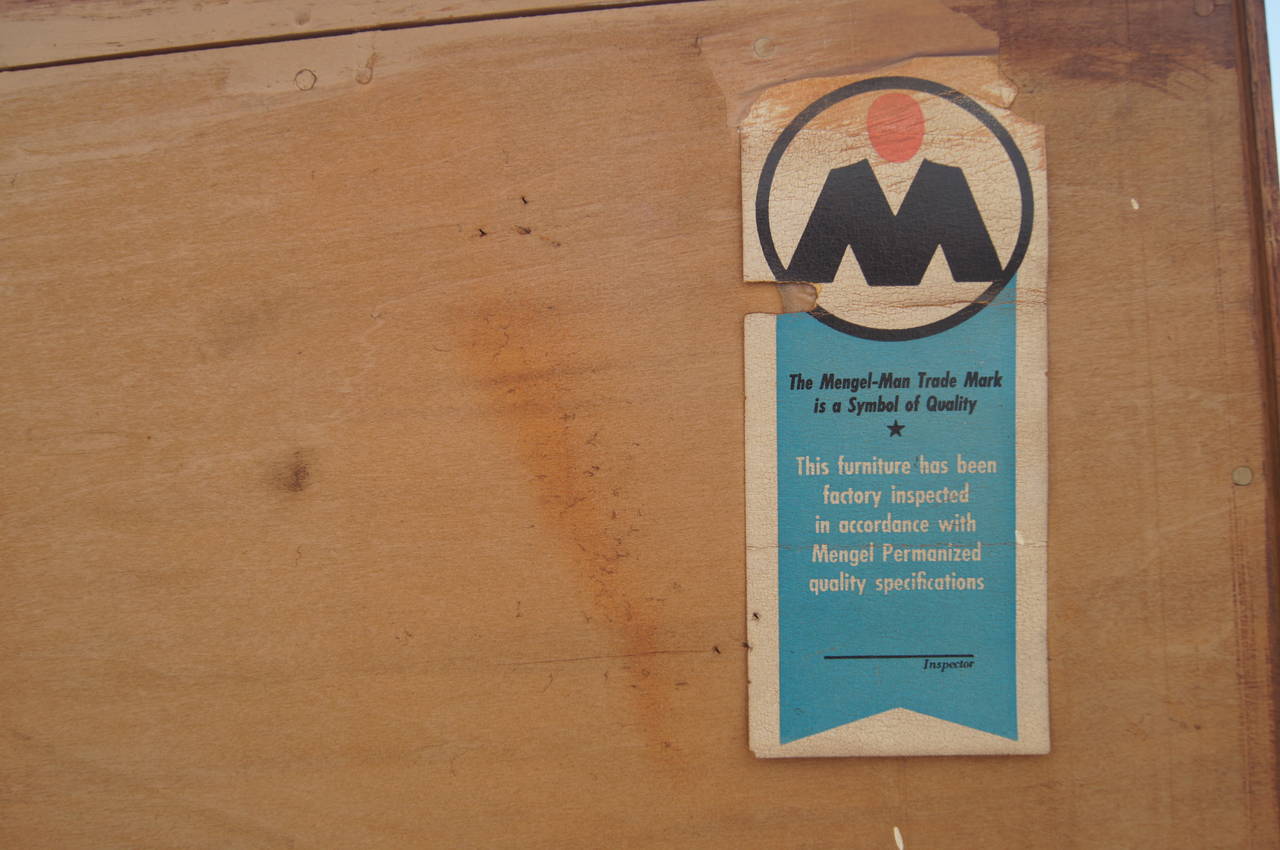 The Mengel-Man Trade Mark
is a Symbol of Quality
★
This furniture has been
factory inspected
in accordance with
Mengel Permanized
quality specifications
Inspector